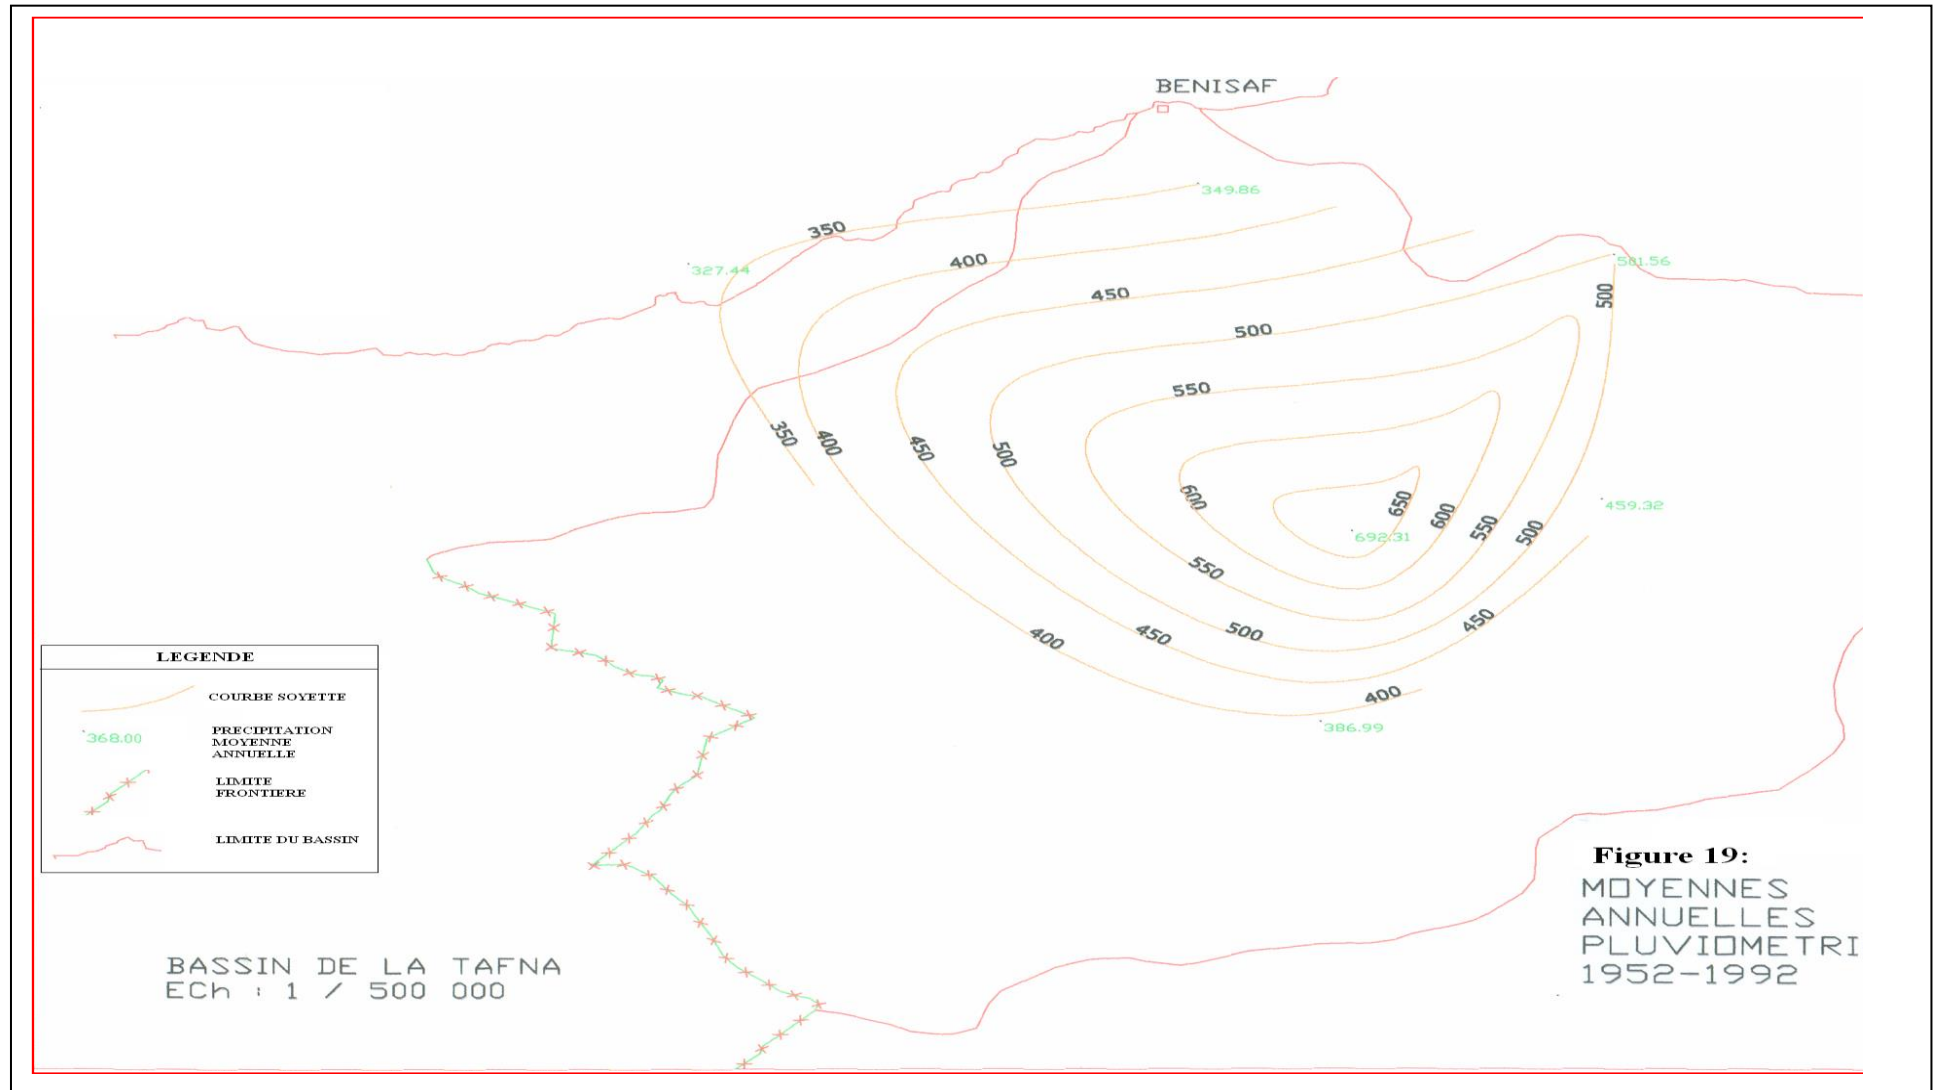 BENISAF
349.86
350
327.44
400
501.56
450
500
500
550
350
400
450
500
600
650
600
550
500
459.32
692.31
550
400
450
500
450
400
386.99
LEGENDE
COURBE SOYETTE
368.00
PRECIPITATION
MOYENNE
ANNUELLE
LIMITE
FRONTIERE
LIMITE DU BASSIN
BASSIN DE LA TAFNA
ECh : 1 / 500 000
Figure 19:
MOYENNES
ANNUELLES
PLUVIOMETRI
1952-1992